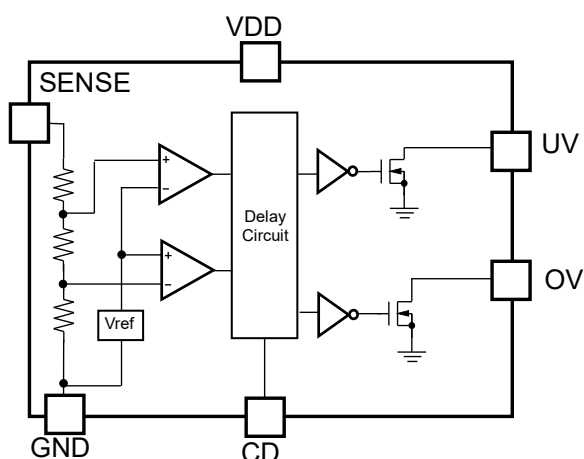 VDD
SENSE
UV
+
−
Delay
Circuit
+
−
OV
Vref
GND
CD